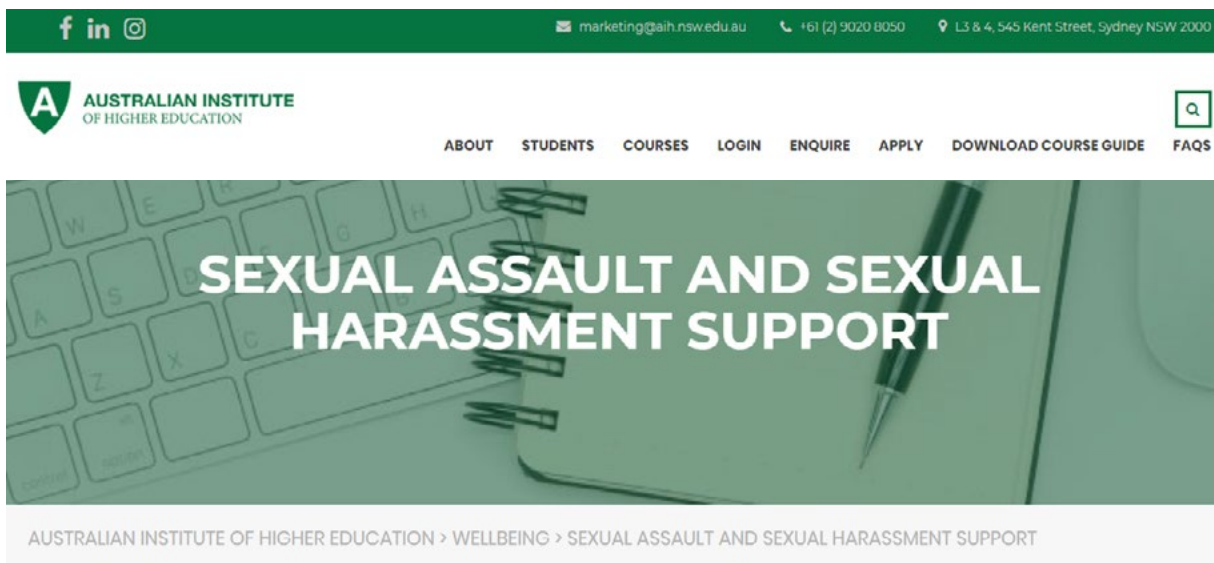 marketing@aih.nsw.edu.au +61 (2) 9020 8050 L3 & 4, 545 Kent Street, Sydney NSW 2000
A AUSTRALIAN INSTITUTE
OF HIGHER EDUCATION
ABOUT STUDENTS COURSES LOGIN ENQUIRE APPLY DOWNLOAD COURSE GUIDE FAQS
SEXUAL ASSAULT AND SEXUAL
HARASSMENT SUPPORT
AUSTRALIAN INSTITUTE OF HIGHER EDUCATION > WELLBEING > SEXUAL ASSAULT AND SEXUAL HARASSMENT SUPPORT